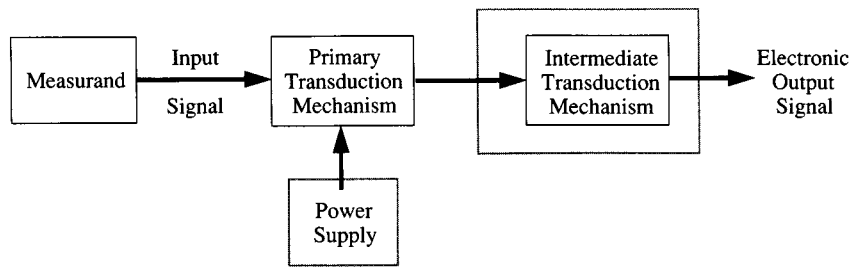 Measurand
Input
Signal
Primary
Transduction
Mechanism
Power
Supply
Intermediate
Transduction
Mechanism
Electronic
Output
Signal